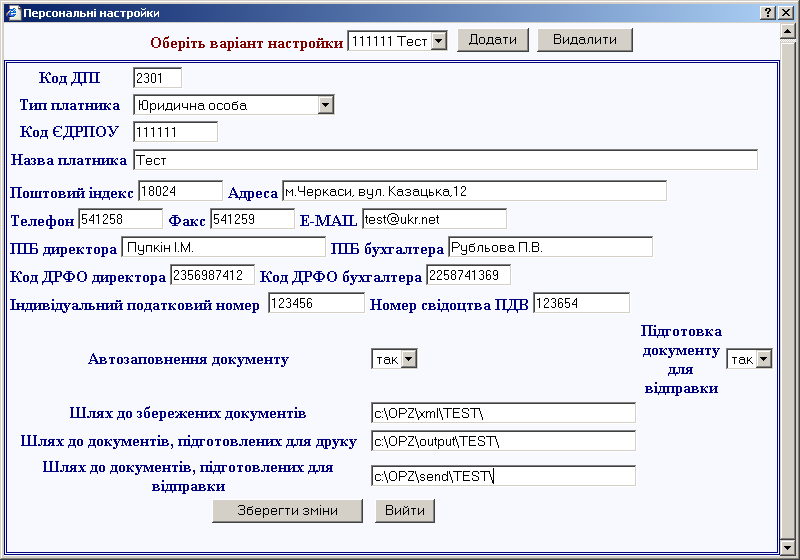 Персональні настройки
Оберіть варіант настройки 111111 Тест Додати Видалити
Код ДПІ 2301
Тип платника Юридична особа
Код ЄДРПОУ 111111
Назва платника Тест
Поштовий індекс 18024 Адреса м.Черкаси, вул. Казацька,12
Телефон 541258 Факс 541259 E-MAIL test@ukr.net
ПІБ директора Пупкін І.М. ПІБ бухгалтера Рубльова П.В.
Код ДРФО директора 2356987412 Код ДРФО бухгалтера 2258741369
Індивідуальний податковий номер 123456 Номер свідоцтва ПДВ 123654
Автозаповнення документу так
Підготовка
документу
для
відправки
так
Шлях до збережених документів c:\OPZ\xml\TEST\
Шлях до документів, підготовлених для друку c:\OPZ\output\TEST\
Шлях до документів, підготовлених для
відправки
c:\OPZ\send\TEST\
Зберегти зміни Вийти